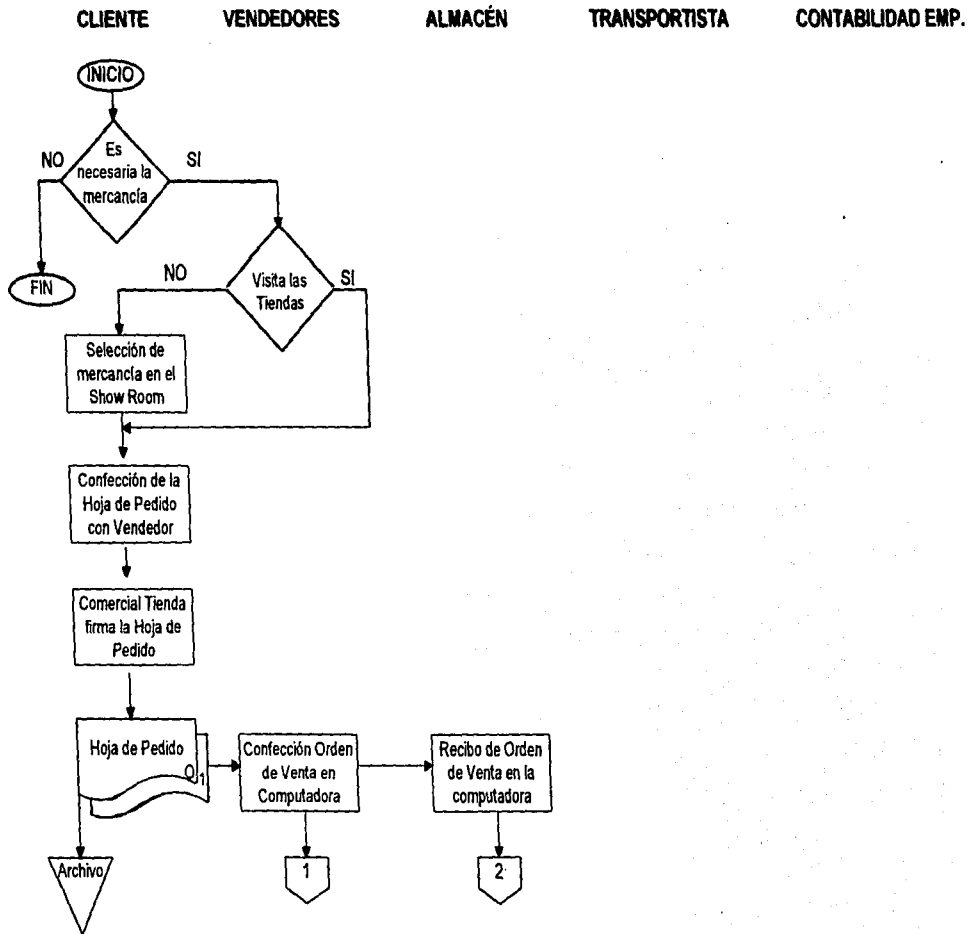 CLIENTE VENDEDORES ALMACÉN TRANSPORTISTA CONTABILIDAD EMP.
INICIO
Es
necesaria la
mercancía
NO
SI
FIN
Visita las
Tiendas
NO
SI
Selección de
mercancía en el
Show Room
Confección de la
Hoja de Pedido
con Vendedor
Comercial Tienda
firma la Hoja de
Pedido
Hoja de Pedido
O
1
Confección Orden
de Venta en
Computadora
Recibo de Orden
de Venta en la
computadora
Archivo
1
2